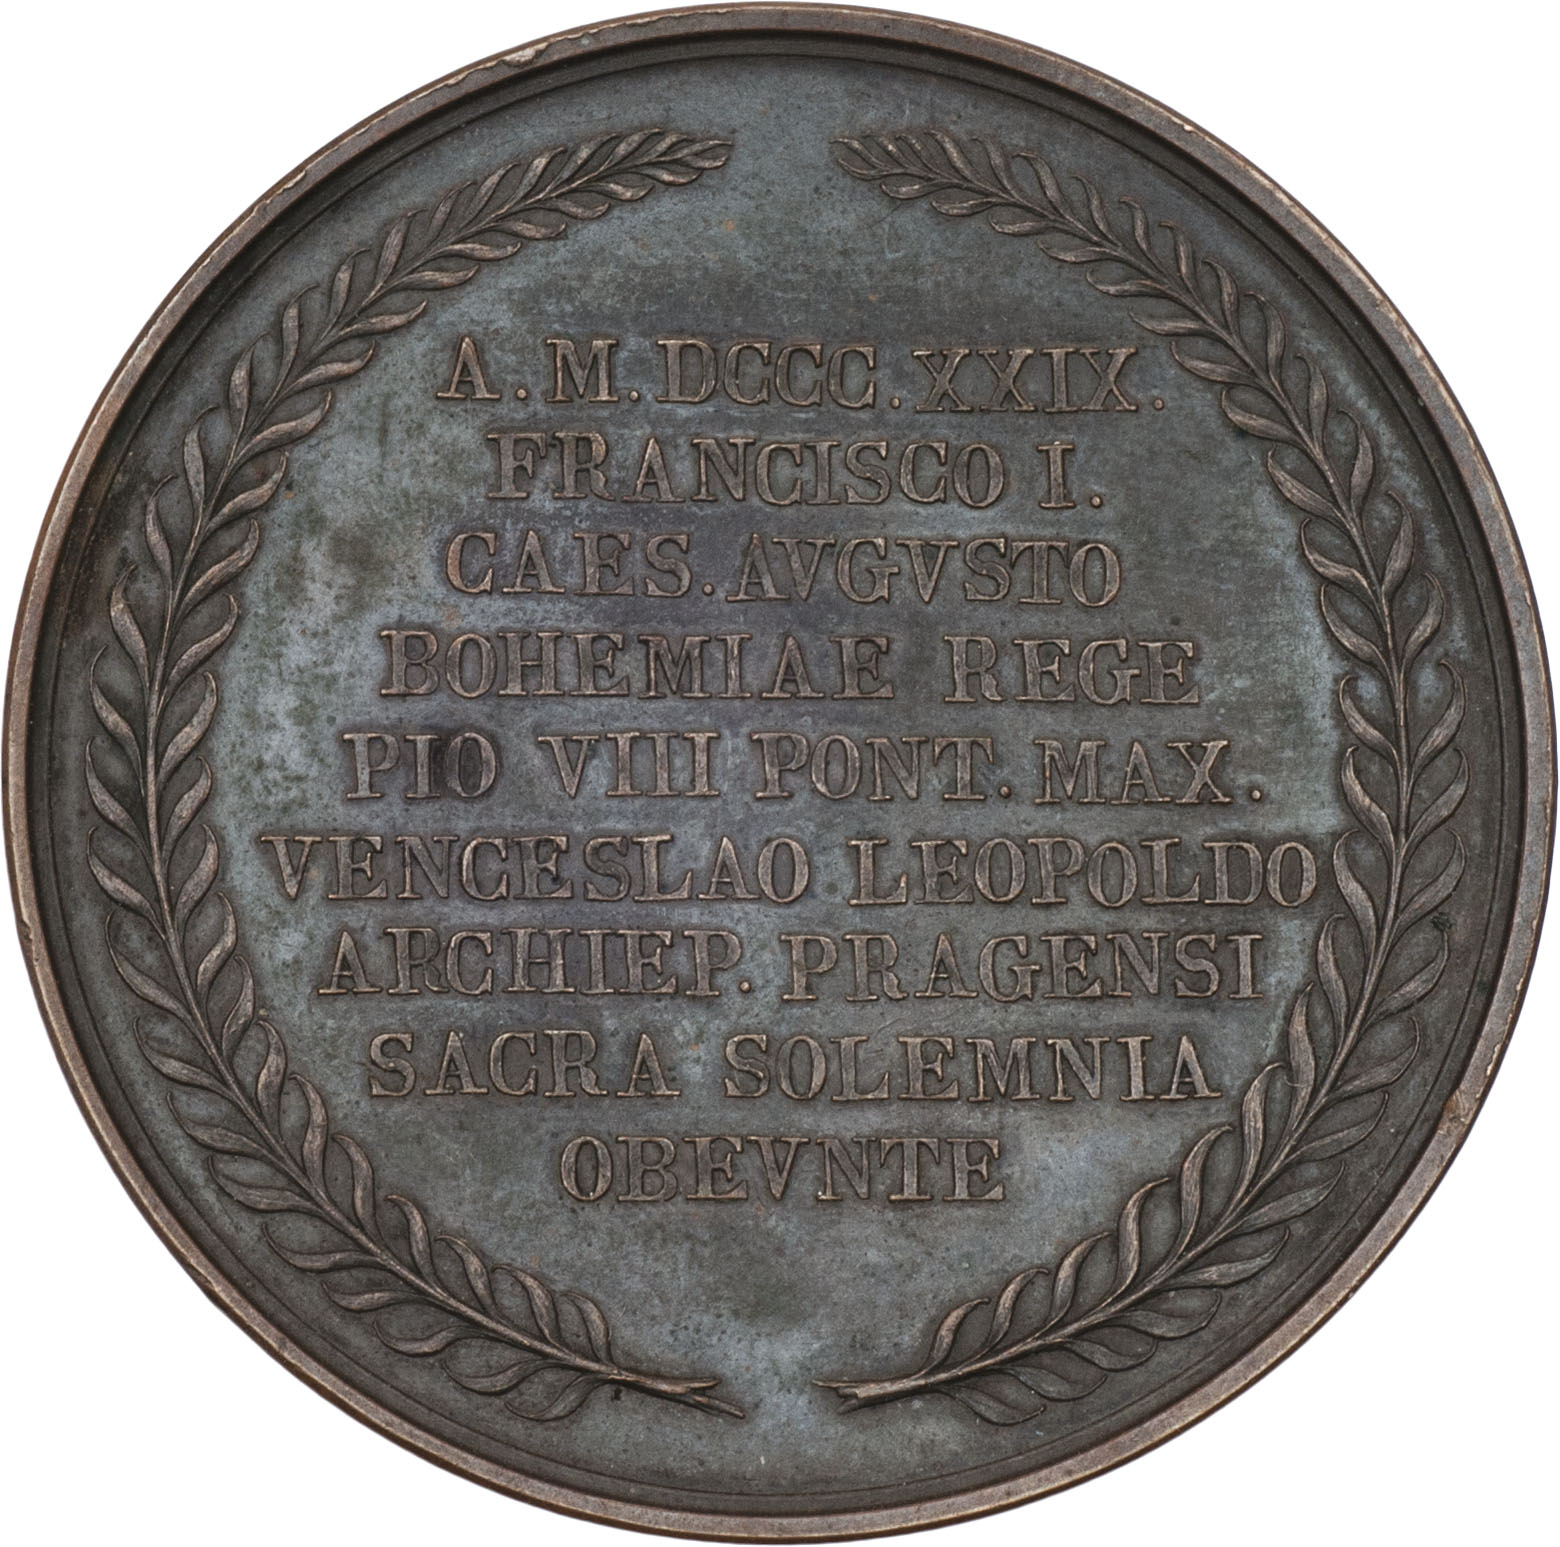 A . M . DCCC . XXIX .
FRANCISCO I .
CAES . AVGVSTO
BOHEMIAE REGE
PIO VIII PONT . MAX .
VENCESLAO LEOPOLDO
ARCHIEP . PRAGENSI
SACRA SOLEMNIA
OBEVNTE